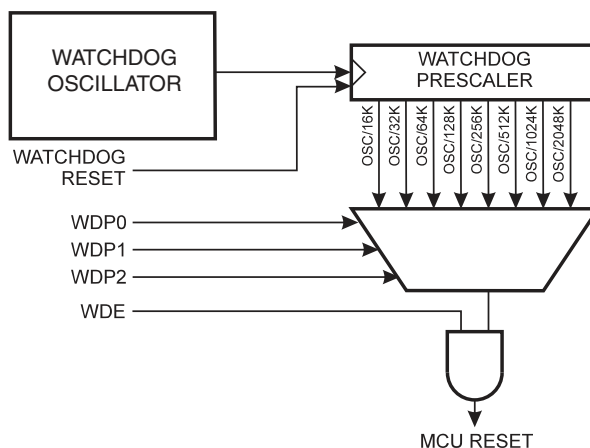 WATCHDOG
OSCILLATOR
WATCHDOG
PRESCALER
OSC/16K
OSC/32K
OSC/64K
OSC/128K
OSC/256K
OSC/512K
OSC/1024K
OSC/2048K
WATCHDOG
RESET
WDP0
WDP1
WDP2
WDE
MCU RESET